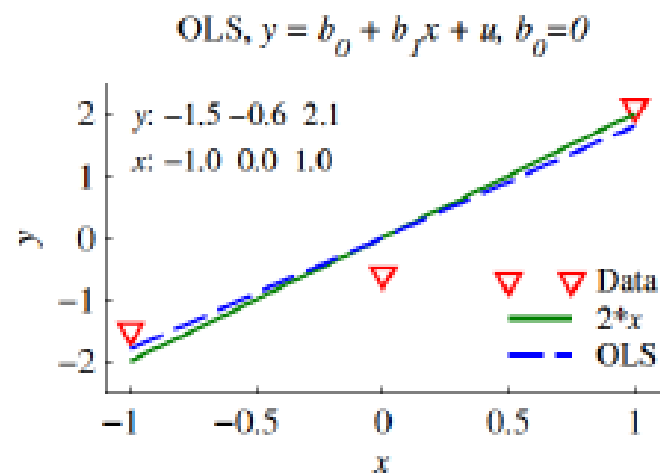 OLS, y = b0 + b1x + u, b0=0
y: −1.5 −0.6 2.1
x: −1.0 0.0 1.0
2
1
0
−1
−2
y
Data
2*x
OLS
−1 −0.5 0 0.5 1
x